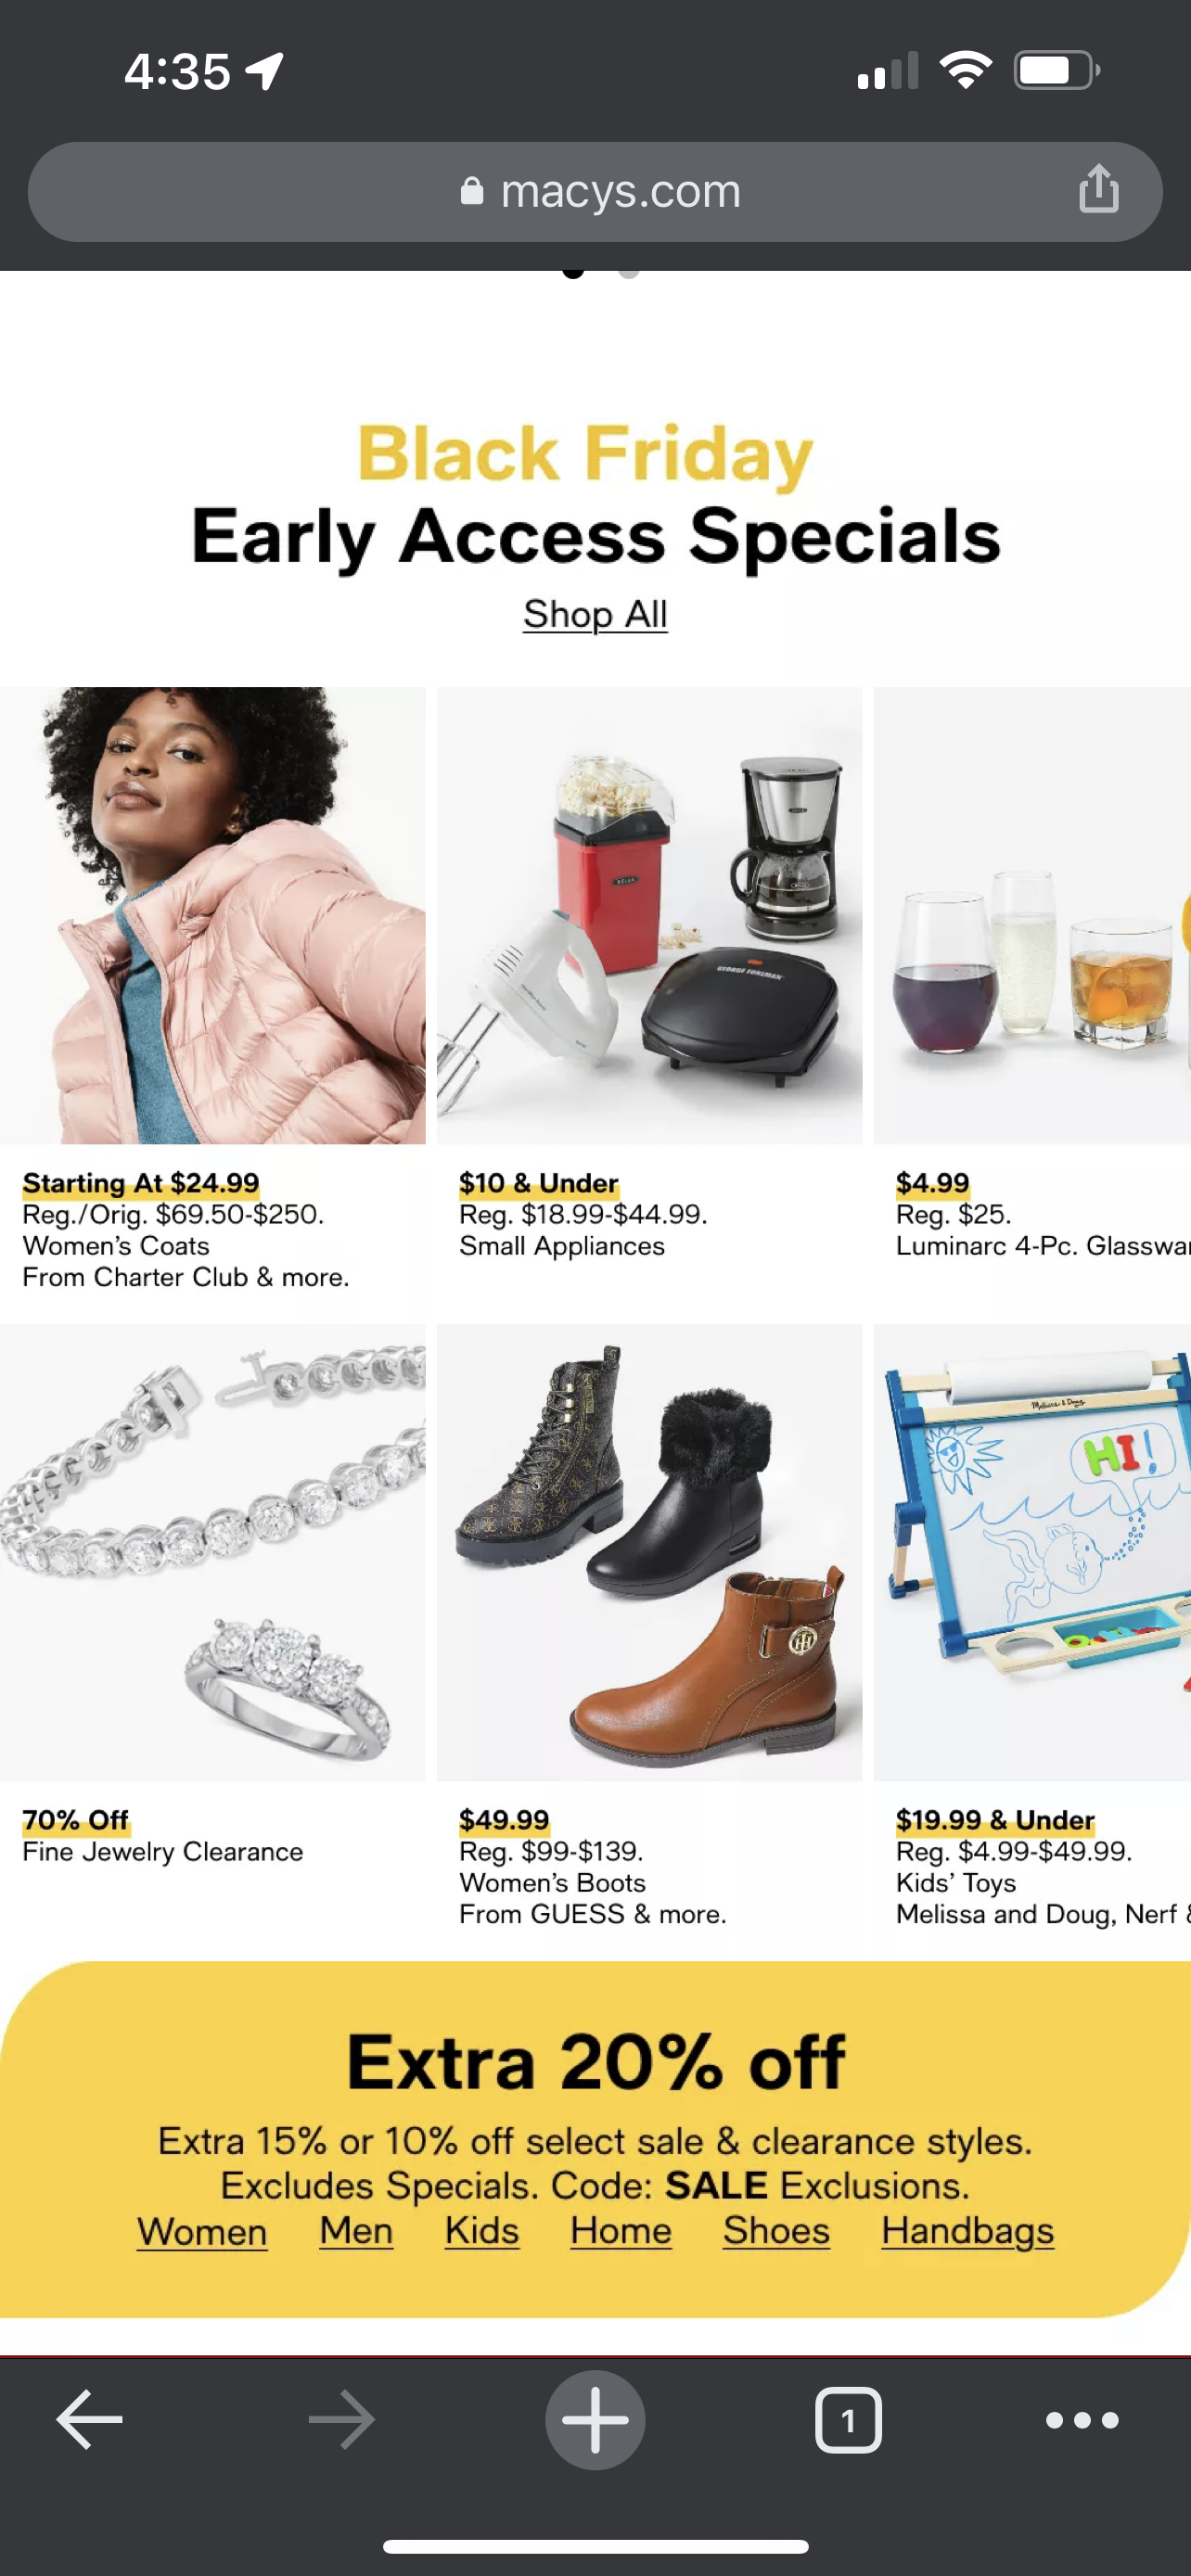 4:35
macys.com
Black Friday
Early Access Specials
Shop All
GEORGE FOREMAN
Starting At $24.99
Reg./Orig. $69.50-$250.
Women's Coats
From Charter Club & more.
$10 & Under
Reg. $18.99-$44.99.
Small Appliances
$4.99
Reg. $25.
Luminarc 4-Pc.
Melissa & Doug
HI!
70% Off
Fine Jewelry Clearance
$49.99
Reg. $99-$139.
Women's Boots
From GUESS & more.
$19.99 & Under
Reg. $4.99-$49.99.
Kids' Toys
Melissa and Doug, Nerf &
Extra 20% off
Extra 15% or 10% off select sale & clearance styles.
Excludes Specials. Code: SALE Exclusions.
Women Men Kids Home Shoes Handbags
1